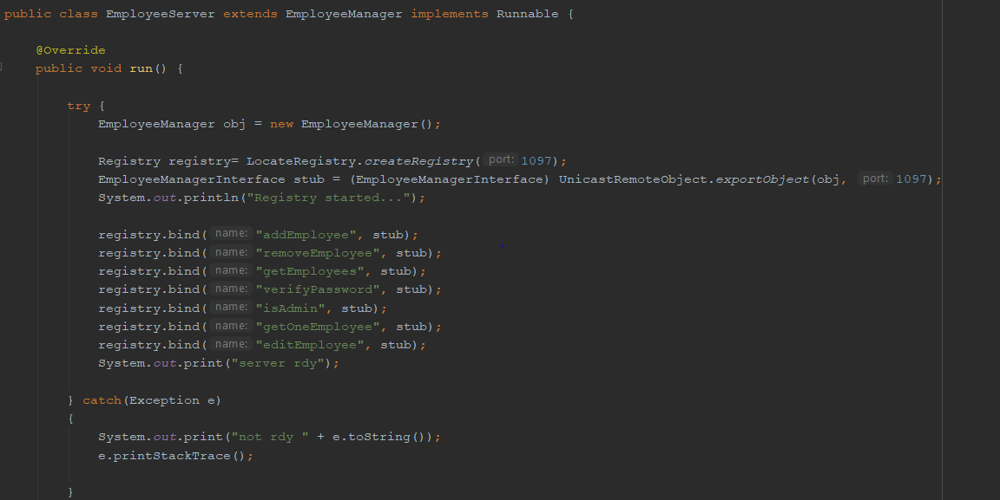 public class EmployeeServer extends EmployeeManager implements Runnable {
@Override
public void run() {
try {
EmployeeManager obj = new EmployeeManager();
Registry registry= LocateRegistry.createRegistry( port: 1097);
EmployeeManagerInterface stub = (EmployeeManagerInterface) UnicastRemoteObject.exportObject(obj, port: 1097);
System.out.println("Registry started...");
registry.bind( name: "addEmployee", stub);
registry.bind( name: "removeEmployee", stub);
registry.bind( name: "getEmployees", stub);
registry.bind( name: "verifyPassword", stub);
registry.bind( name: "isAdmin", stub);
registry.bind( name: "getOneEmployee", stub);
registry.bind( name: "editEmployee", stub);
System.out.print("server rdy");
} catch(Exception e)
{
System.out.print("not rdy " + e.toString());
e.printStackTrace();
}